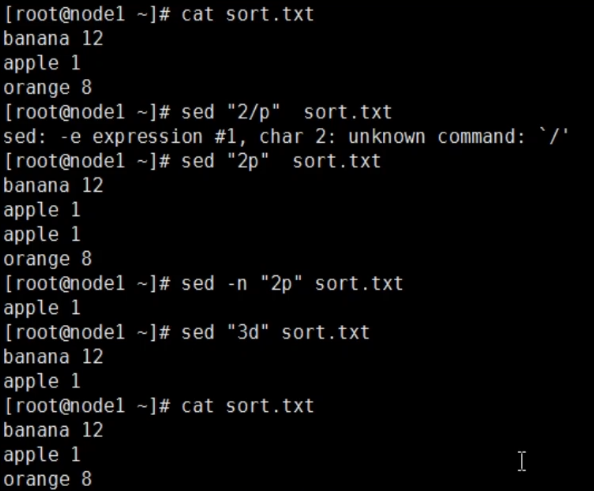 [root@node1 ~]# cat sort.txt
banana 12
apple 1
orange 8
[root@node1 ~]# sed "2/p"  sort.txt
sed: -e expression #1, char 2: unknown command: `/'
[root@node1 ~]# sed "2p"  sort.txt
banana 12
apple 1
apple 1
orange 8
[root@node1 ~]# sed -n "2p" sort.txt
apple 1
[root@node1 ~]# sed "3d" sort.txt
banana 12
apple 1
[root@node1 ~]# cat sort.txt
banana 12
apple 1
orange 8